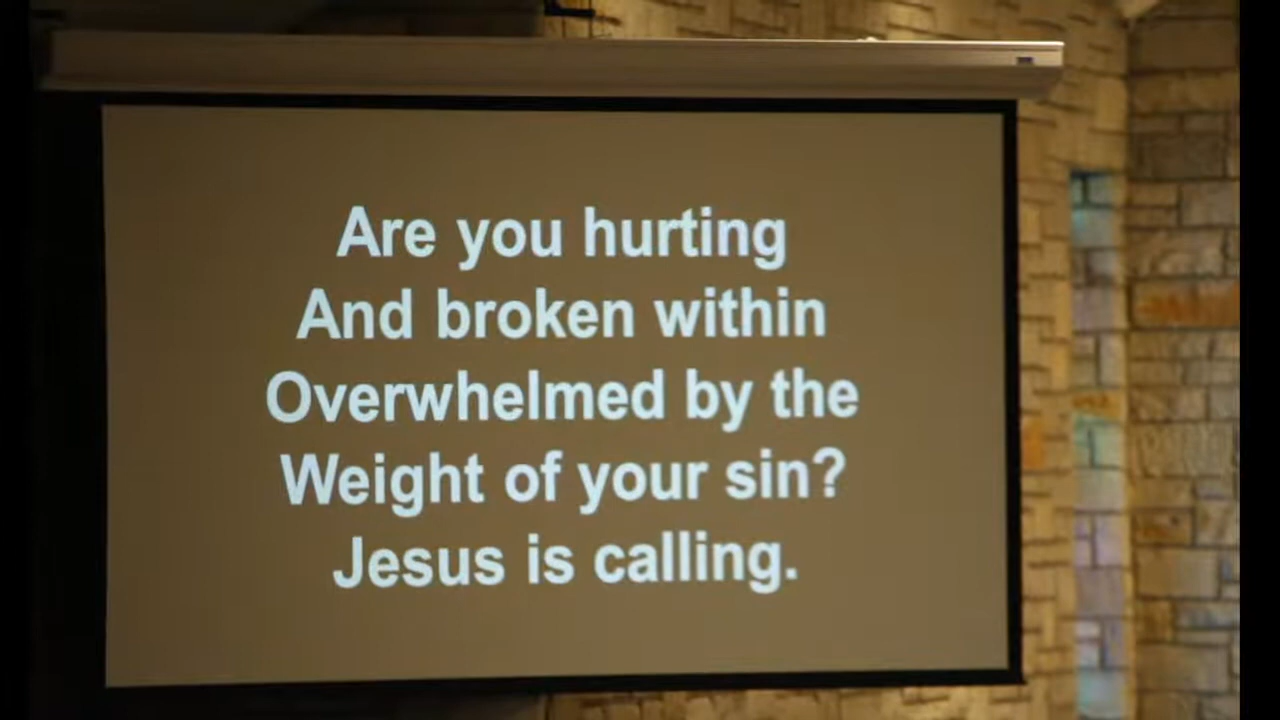 Are you hurting
And broken within
Overwhelmed by the
Weight of your sin?
Jesus is calling.